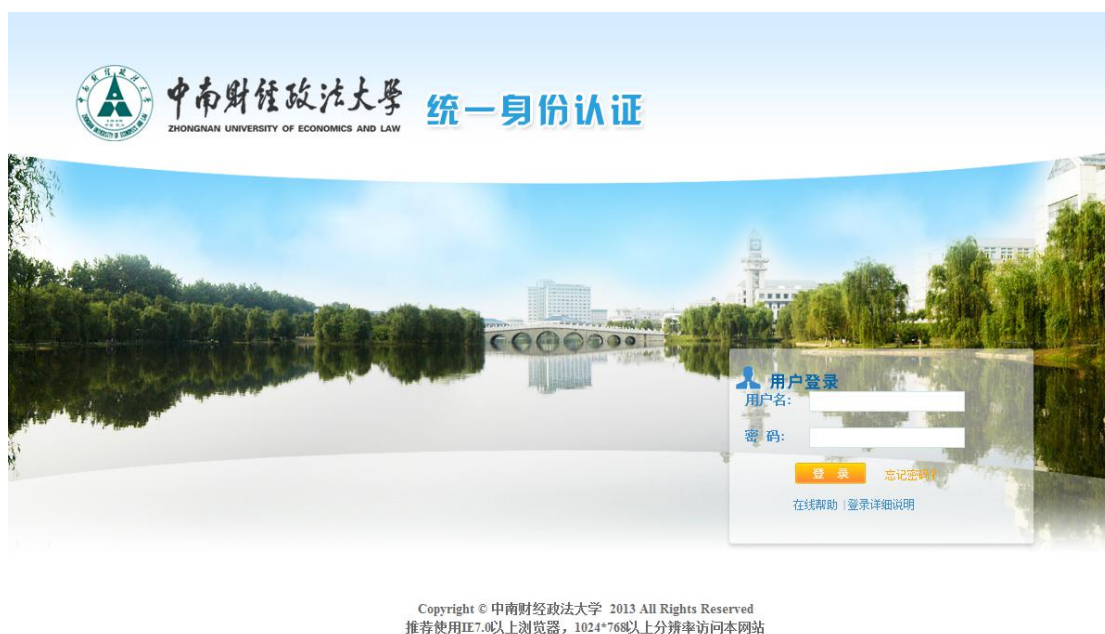 中南财经政法大学
ZHONGNAN UNIVERSITY OF ECONOMICS AND LAW
统一身份认证
用户登录
用户名:
密 码:
登 录 忘记密码?
在线帮助 | 登录详细说明
Copyright © 中南财经政法大学 2013 All Rights Reserved
推荐使用IE7.0以上浏览器，1024*768以上分辨率访问本网站